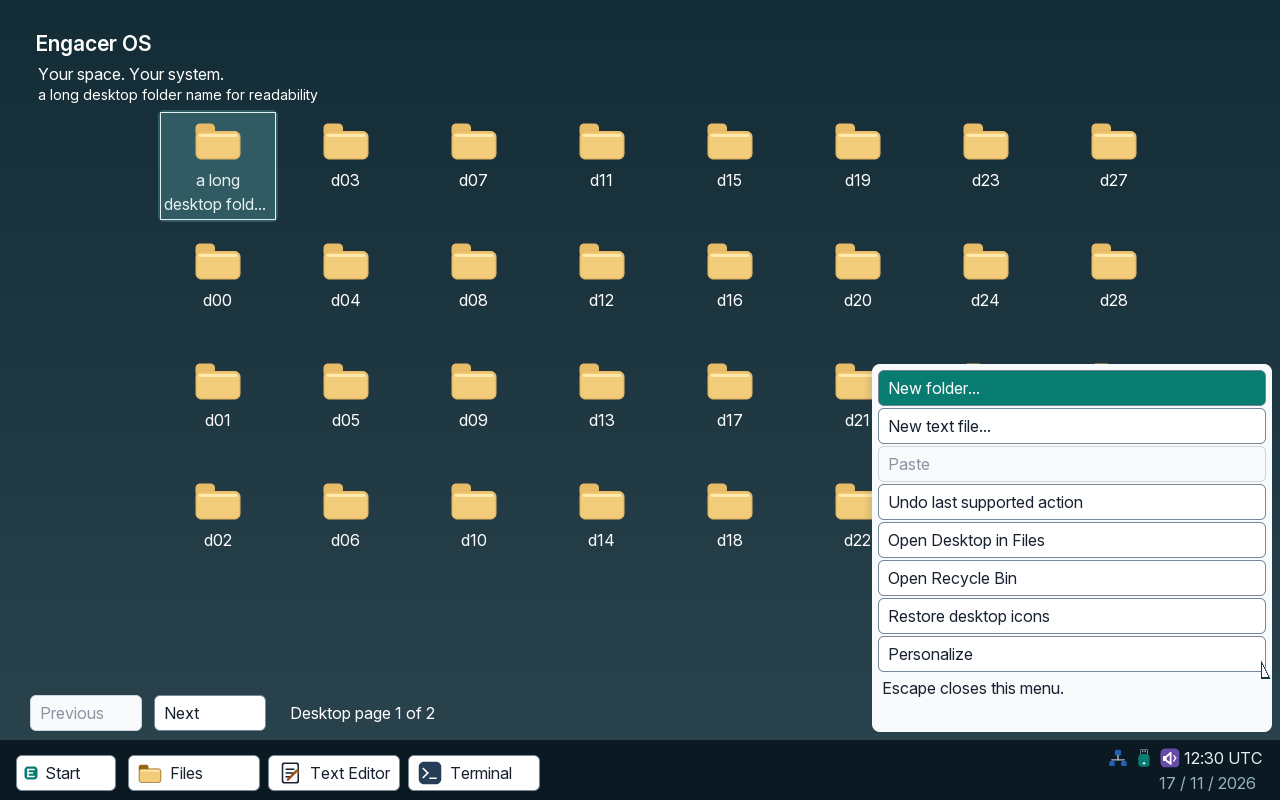 Engacer OS
Your space. Your system.
a long desktop folder name for readability
a long
desktop fold...
d03
d07
d11
d15
d19
d23
d27
d00
d04
d08
d12
d16
d20
d24
d28
d01
d05
d09
d13
d17
d21
d02
d06
d10
d14
d18
d22
New folder...
New text file...
Paste
Undo last supported action
Open Desktop in Files
Open Recycle Bin
Restore desktop icons
Personalize
Escape closes this menu.
Previous
Next
Desktop page 1 of 2
E Start
Files
Text Editor
Terminal
12:30 UTC
17 / 11 / 2026